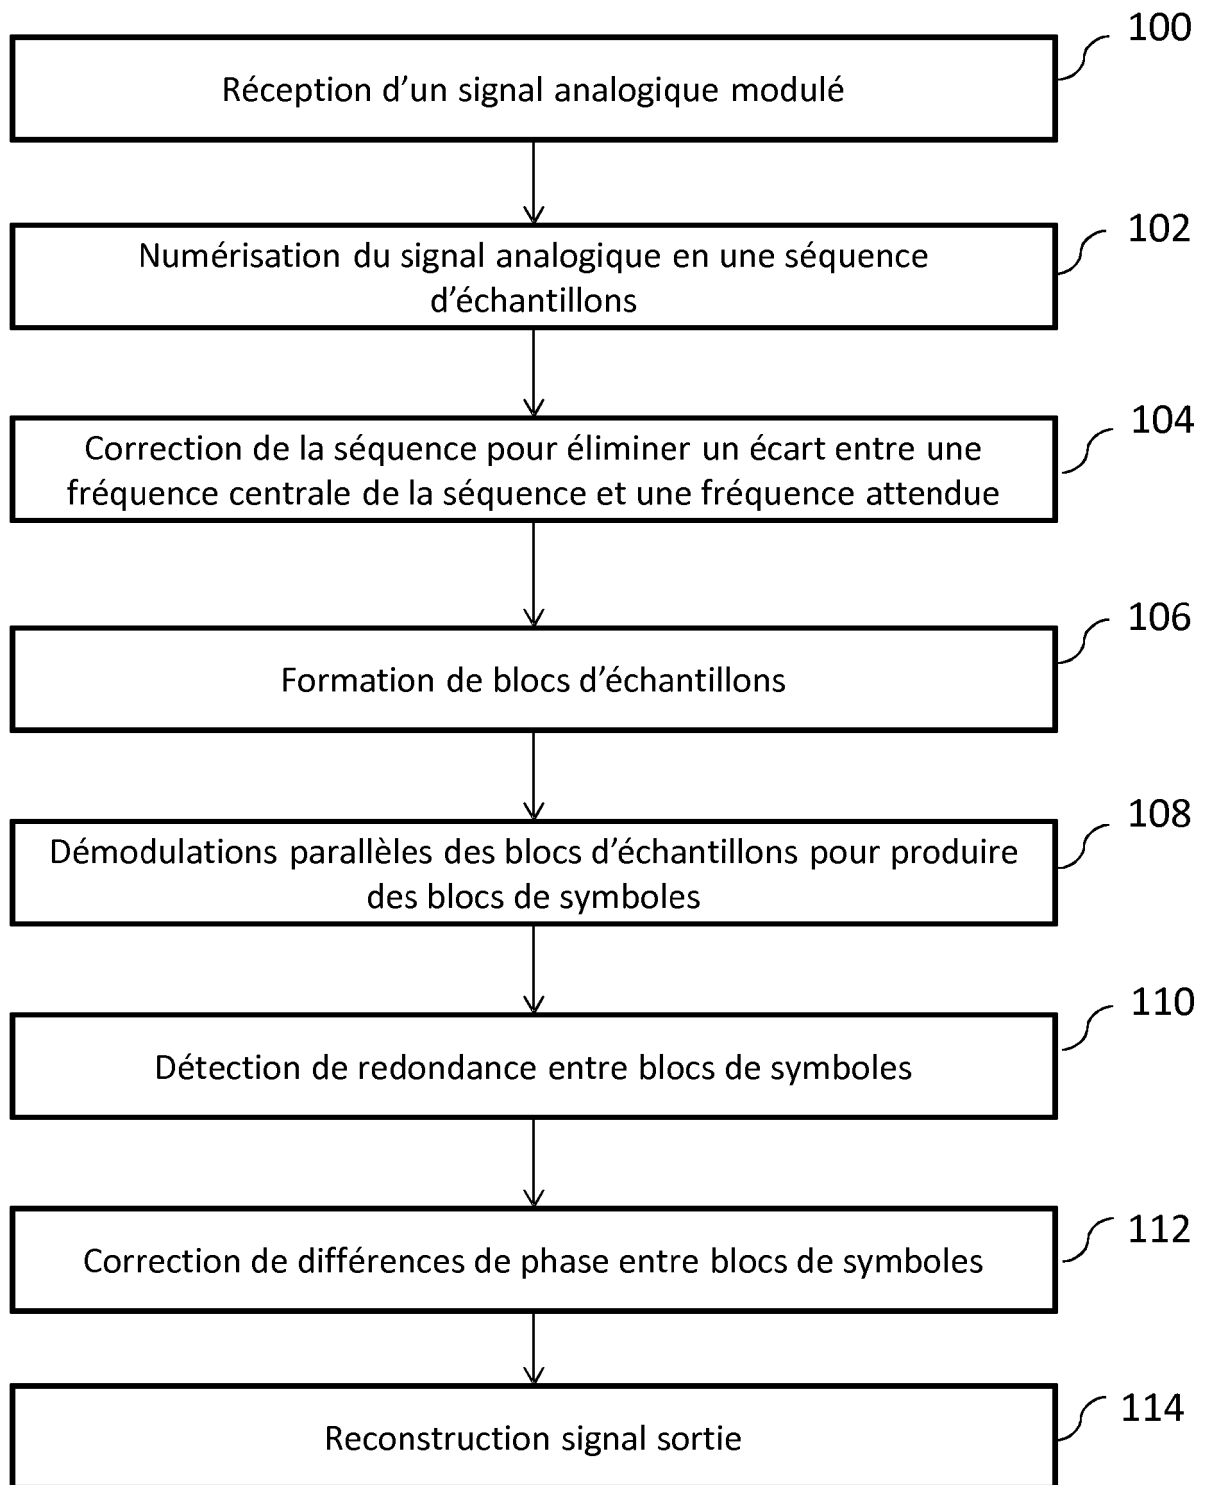 100
Réception d'un signal analogique modulé
102
Numérisation du signal analogique en une séquence
d'échantillons
104
Correction de la séquence pour éliminer un écart entre une
fréquence centrale de la séquence et une fréquence attendue
106
Formation de blocs d'échantillons
108
Démodulations parallèles des blocs d'échantillons pour produire
des blocs de symboles
110
Détection de redondance entre blocs de symboles
112
Correction de différences de phase entre blocs de symboles
114
Reconstruction signal sortie